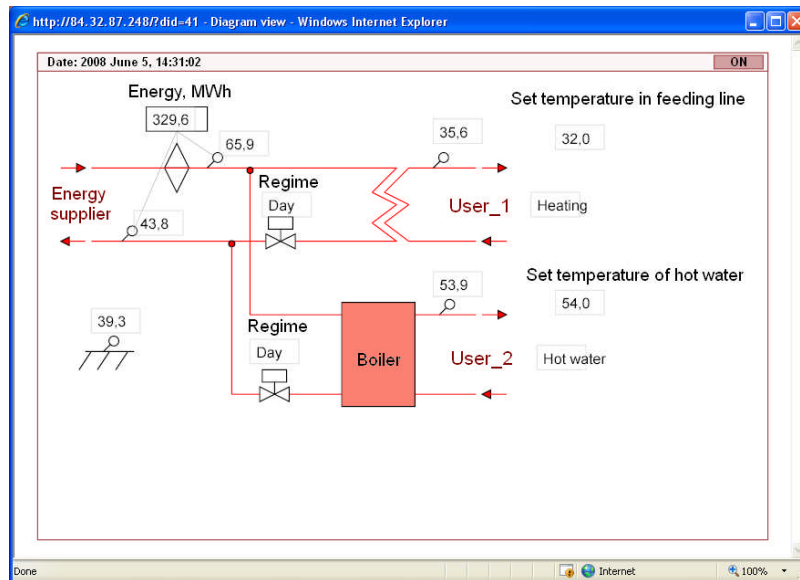 http://84.32.87.248/?did=41 - Diagram view - Windows Internet Explorer
Date: 2008 June 5, 14:31:02
ON
Energy, MWh
329,6
65,9
35,6
Set temperature in feeding line
32,0
Energy
supplier
43,8
Regime
Day
User_1
Heating
Set temperature of hot water
53,9
54,0
39,3
Regime
Day
Boiler
User_2
Hot water
Done
Internet
100%